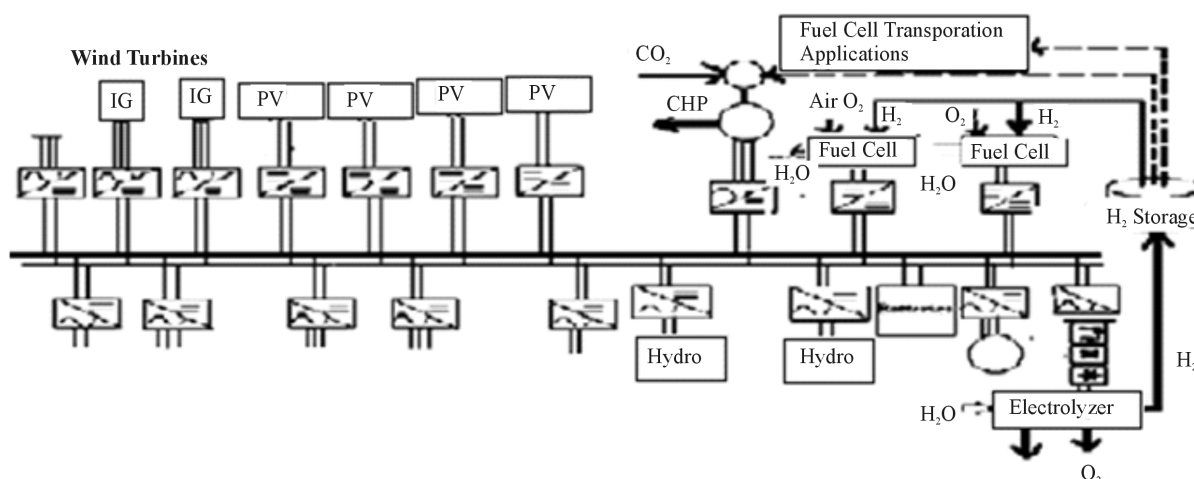 Wind Turbines
IG
IG
PV
PV
PV
PV
CO₂
Fuel Cell Transporation
Applications
CHP
Air O₂
H₂
O₂
H₂
Fuel Cell
Fuel Cell
H₂O
H₂O
H₂ Storage
Hydro
Hydro
H₂
H₂O
Electrolyzer
O₂